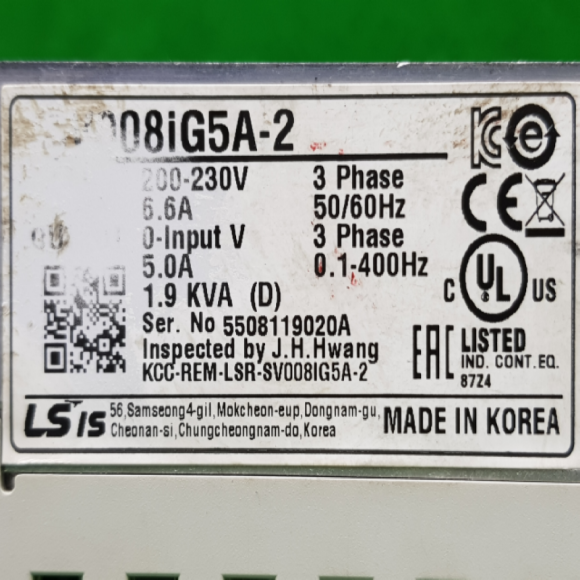 008iG5A-2
200-230V 3 Phase
6.6A 50/60Hz
0-Input V 3 Phase
5.0A 0.1-400Hz
1.9 KVA (D)
Ser. No 5508119020A
Inspected by J.H.Hwang
KCC-REM-LSR-SV008IG5A-2
CE
C UL US
EAC LISTED
IND. CONT. EQ.
87Z4
LSis 56,Samseong4-gil,Mokcheon-eup,Dongnam-gu,
Cheonan-si,Chungcheongnam-do,Korea
MADE IN KOREA